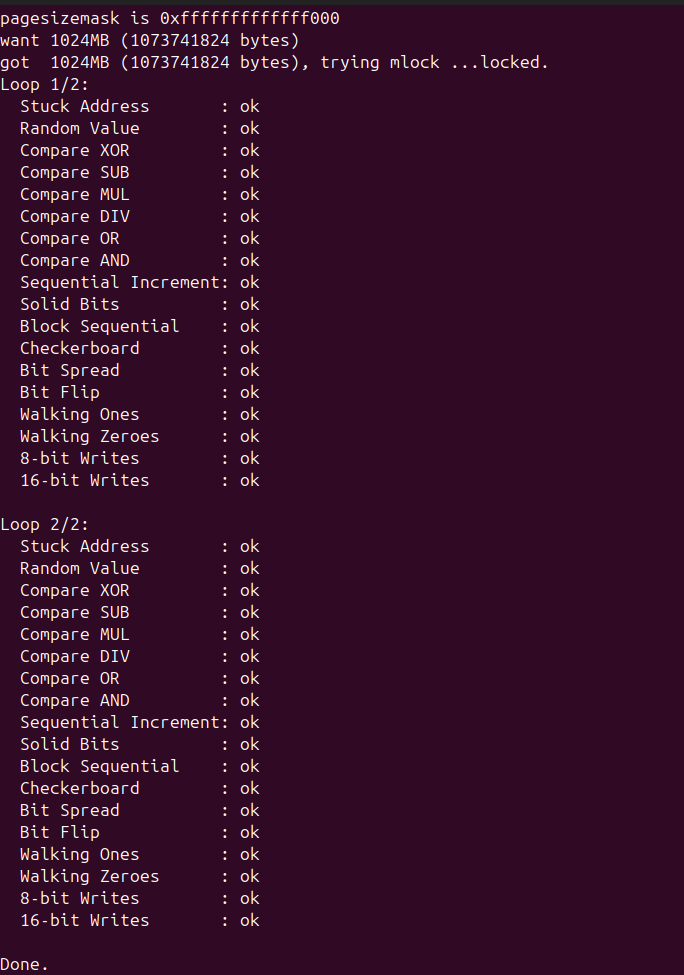 pagesizemask is 0xfffffffffffff000
want 1024MB (1073741824 bytes)
got  1024MB (1073741824 bytes), trying mlock ...locked.
Loop 1/2:
  Stuck Address       : ok
  Random Value        : ok
  Compare XOR         : ok
  Compare SUB         : ok
  Compare MUL         : ok
  Compare DIV         : ok
  Compare OR          : ok
  Compare AND         : ok
  Sequential Increment: ok
  Solid Bits          : ok
  Block Sequential    : ok
  Checkerboard        : ok
  Bit Spread          : ok
  Bit Flip            : ok
  Walking Ones        : ok
  Walking Zeroes      : ok
  8-bit Writes        : ok
  16-bit Writes       : ok

Loop 2/2:
  Stuck Address       : ok
  Random Value        : ok
  Compare XOR         : ok
  Compare SUB         : ok
  Compare MUL         : ok
  Compare DIV         : ok
  Compare OR          : ok
  Compare AND         : ok
  Sequential Increment: ok
  Solid Bits          : ok
  Block Sequential    : ok
  Checkerboard        : ok
  Bit Spread          : ok
  Bit Flip            : ok
  Walking Ones        : ok
  Walking Zeroes      : ok
  8-bit Writes        : ok
  16-bit Writes       : ok

Done.